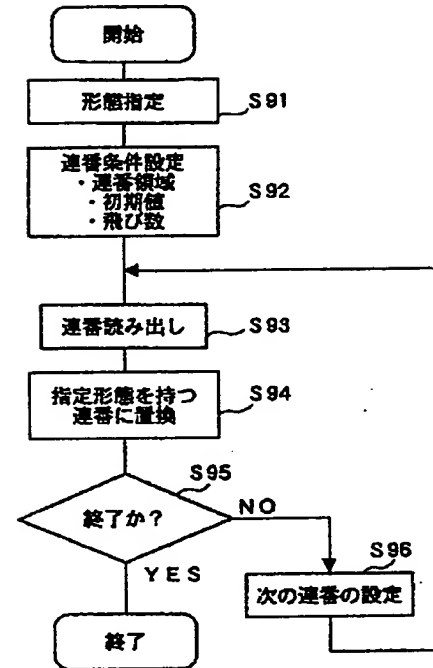 開始
形態指定
S91
連番条件設定
・連番領域
・初期値
・飛び数
S92
連番読み出し
S93
指定形態を持つ
連番に置換
S94
S95
終了か？
NO
YES
S96
次の連番の設定
終了